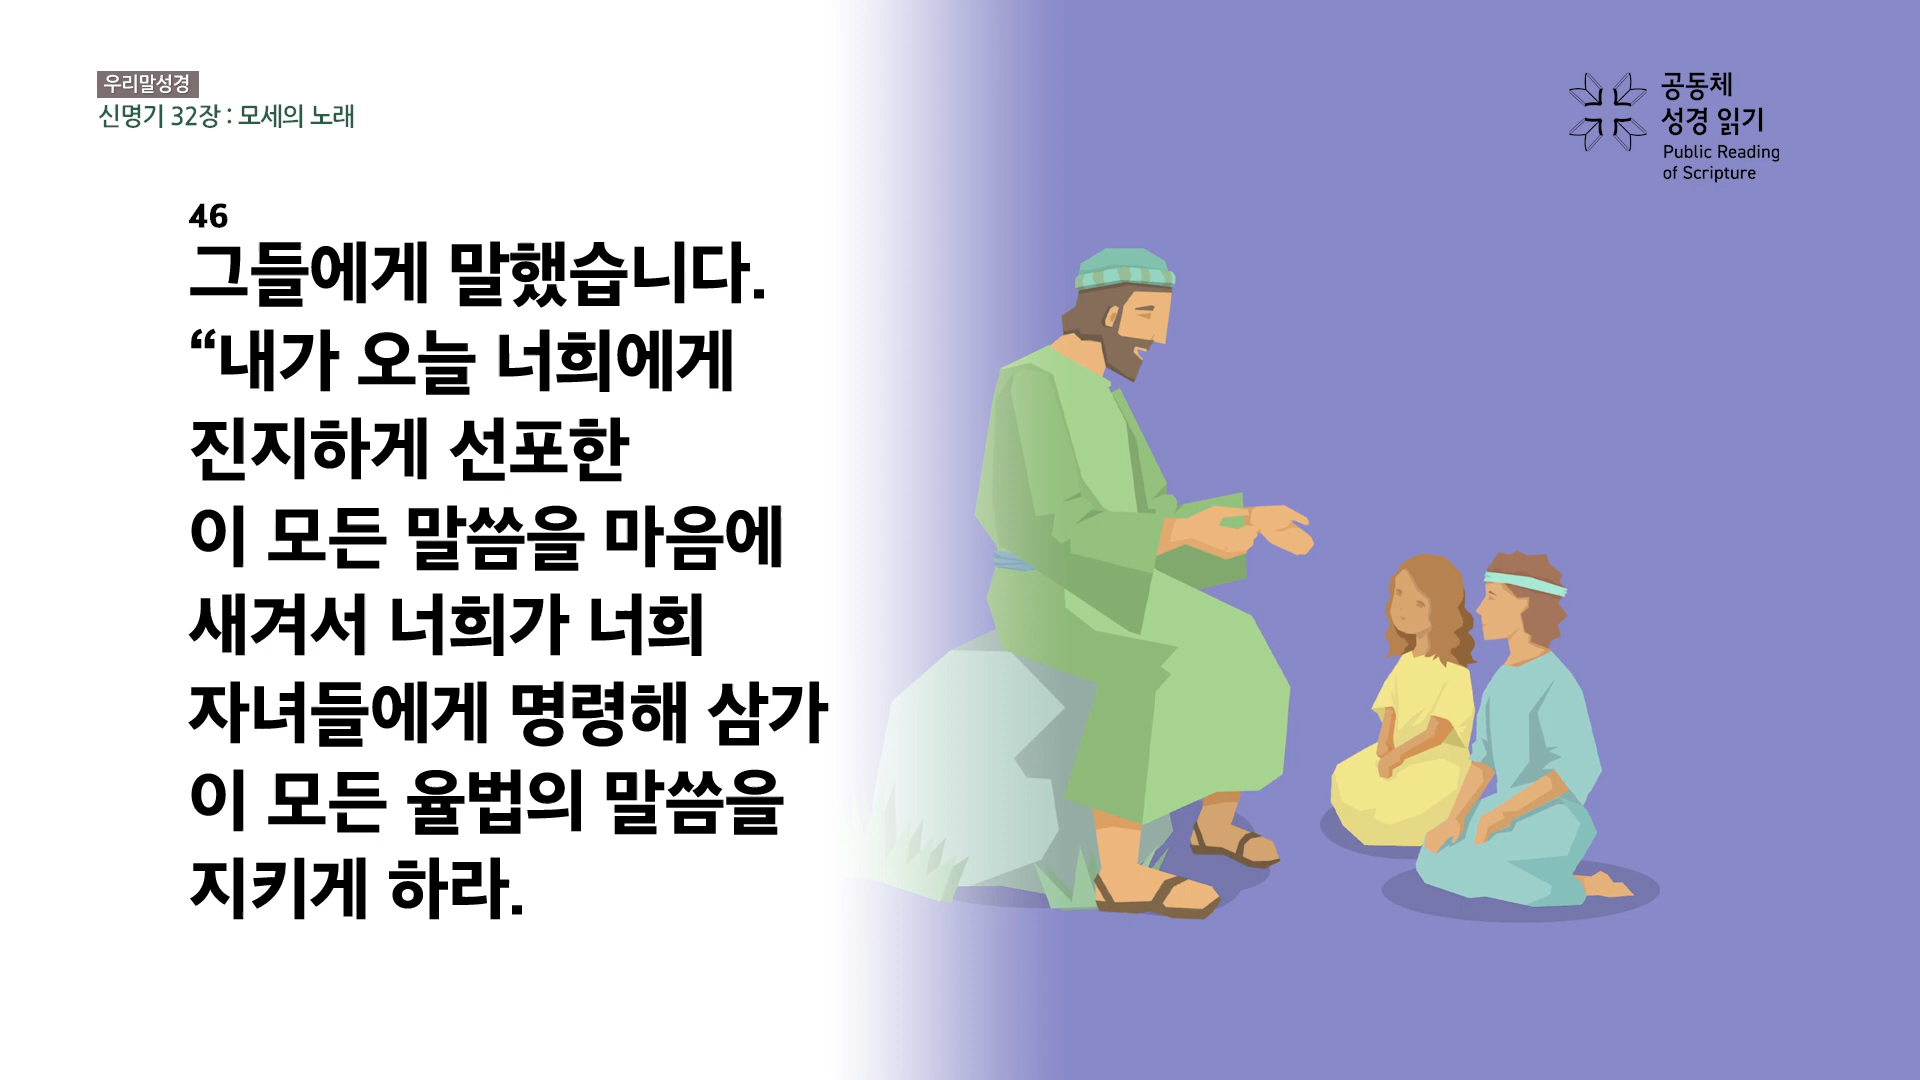 우리말성경
신명기 32장 : 모세의 노래
공동체
성경 읽기
Public Reading
of Scripture
46
그들에게 말했습니다.
“내가 오늘 너희에게
진지하게 선포한
이 모든 말씀을 마음에
새겨서 너희가 너희
자녀들에게 명령해 삼가
이 모든 율법의 말씀을
지키게 하라.